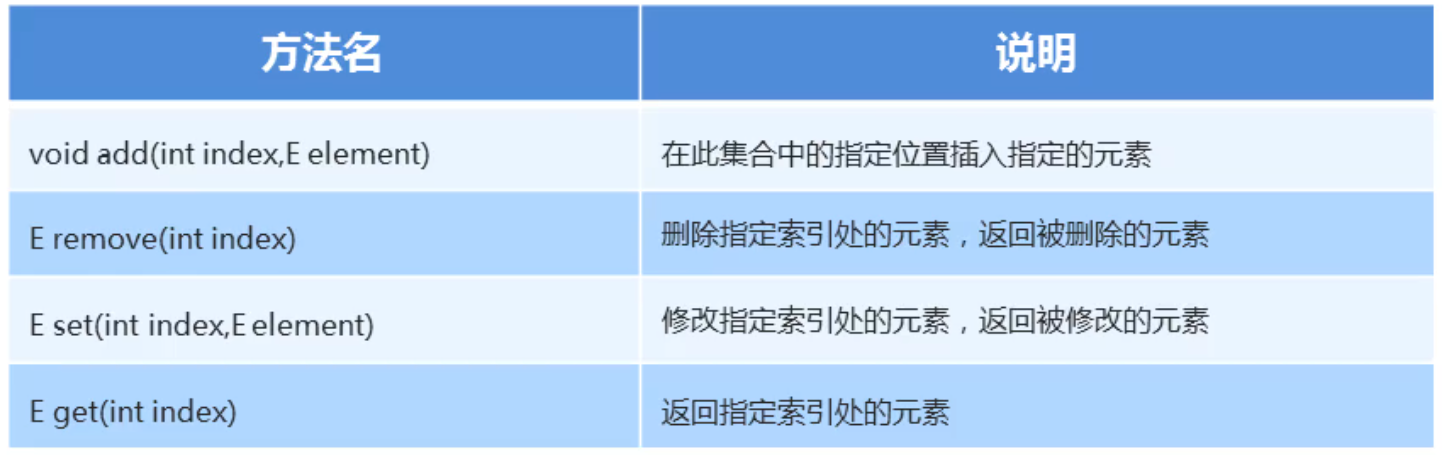 方法名 说明
void add(int index,E element) 在此集合中的指定位置插入指定的元素
E remove(int index) 删除指定索引处的元素，返回被删除的元素
E set(int index,E element) 修改指定索引处的元素，返回被修改的元素
E get(int index) 返回指定索引处的元素